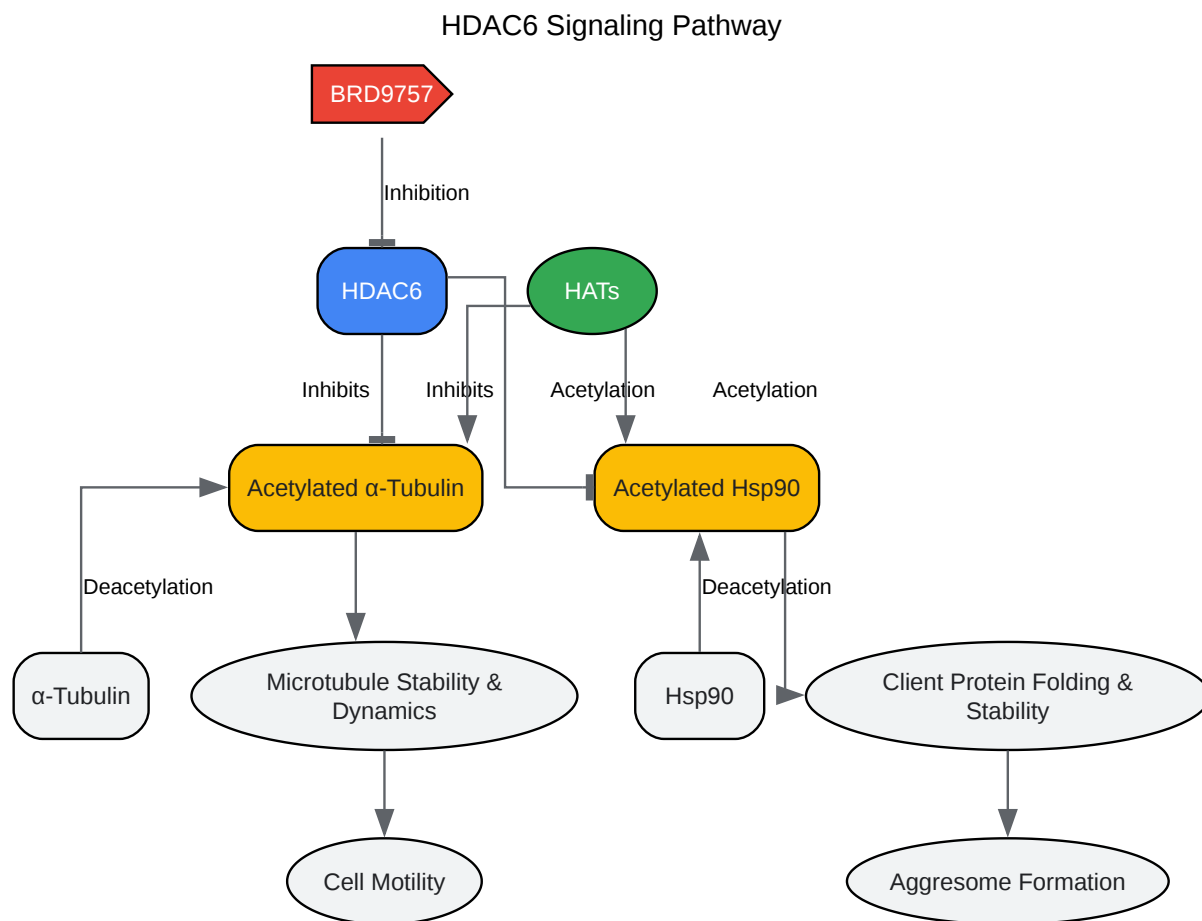 HDAC6 Signaling Pathway
BRD9757
Inhibition
HDAC6
HATs
Inhibits
Inhibits
Acetylation
Acetylation
Acetylated α-Tubulin
Acetylated Hsp90
Deacetylation
Deacetylation
α-Tubulin
Microtubule Stability &
Dynamics
Hsp90
Client Protein Folding &
Stability
Cell Motility
Aggresome Formation